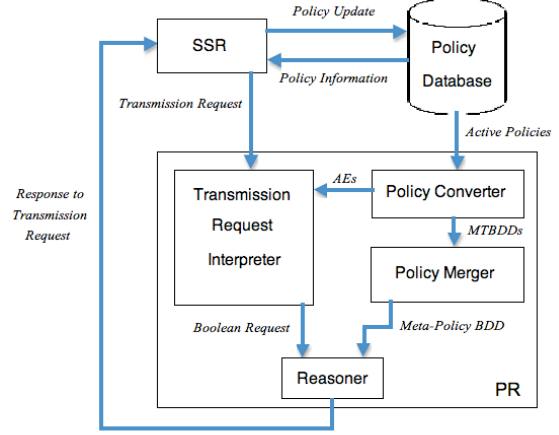 Policy Update
SSR
Policy
Database
Policy Information
Transmission Request
Active Policies
Response to
Transmission
Request
Transmission
Request
Interpreter
AEs
Policy Converter
MTBDDs
Policy Merger
Boolean Request
Meta-Policy BDD
Reasoner
PR